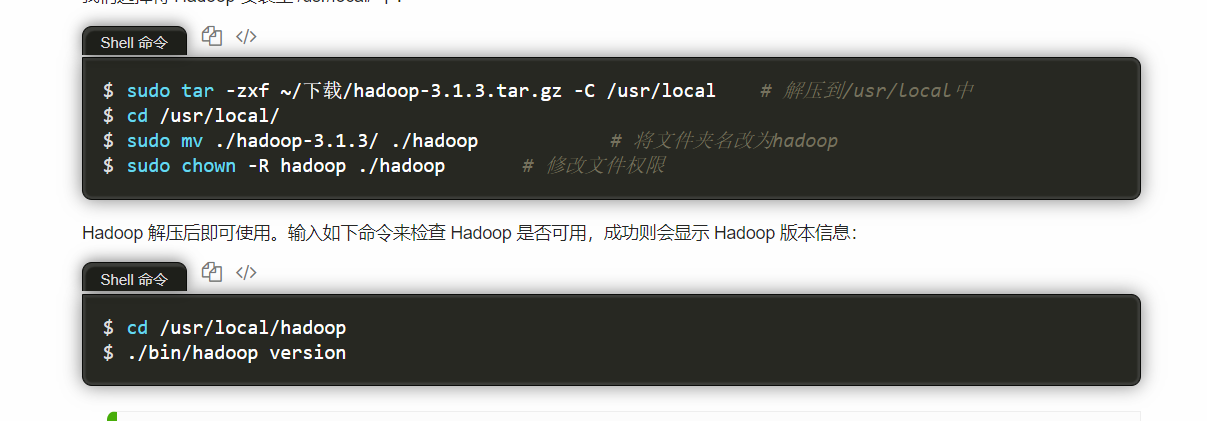 Shell 命令
$ sudo tar -zxf ~/下载/hadoop-3.1.3.tar.gz -C /usr/local    # 解压到/usr/local中
$ cd /usr/local/
$ sudo mv ./hadoop-3.1.3/ ./hadoop            # 将文件夹名改为hadoop
$ sudo chown -R hadoop ./hadoop       # 修改文件权限
Hadoop 解压后即可使用。输入如下命令来检查 Hadoop 是否可用，成功则会显示 Hadoop 版本信息：
Shell 命令
$ cd /usr/local/hadoop
$ ./bin/hadoop version